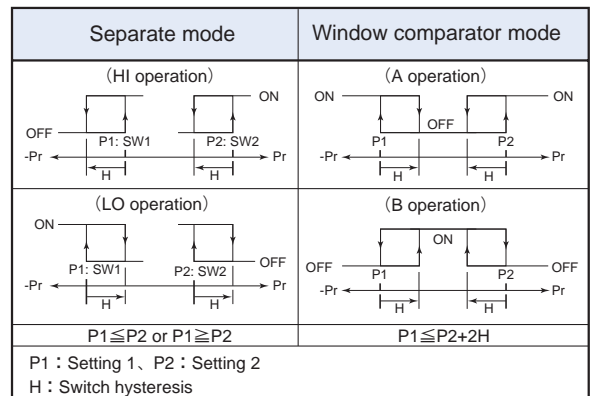 Separate mode
Window comparator mode
(HI operation)
ON
OFF
P1: SW1
P2: SW2
-Pr
Pr
H
H
(A operation)
ON
ON
OFF
P1
P2
-Pr
Pr
H
H
(LO operation)
ON
P1: SW1
P2: SW2
OFF
-Pr
Pr
H
H
(B operation)
ON
OFF
P1
P2
OFF
-Pr
Pr
H
H
P1≦P2 or P1≧P2
P1≦P2+2H
P1：Setting 1、P2：Setting 2
H：Switch hysteresis